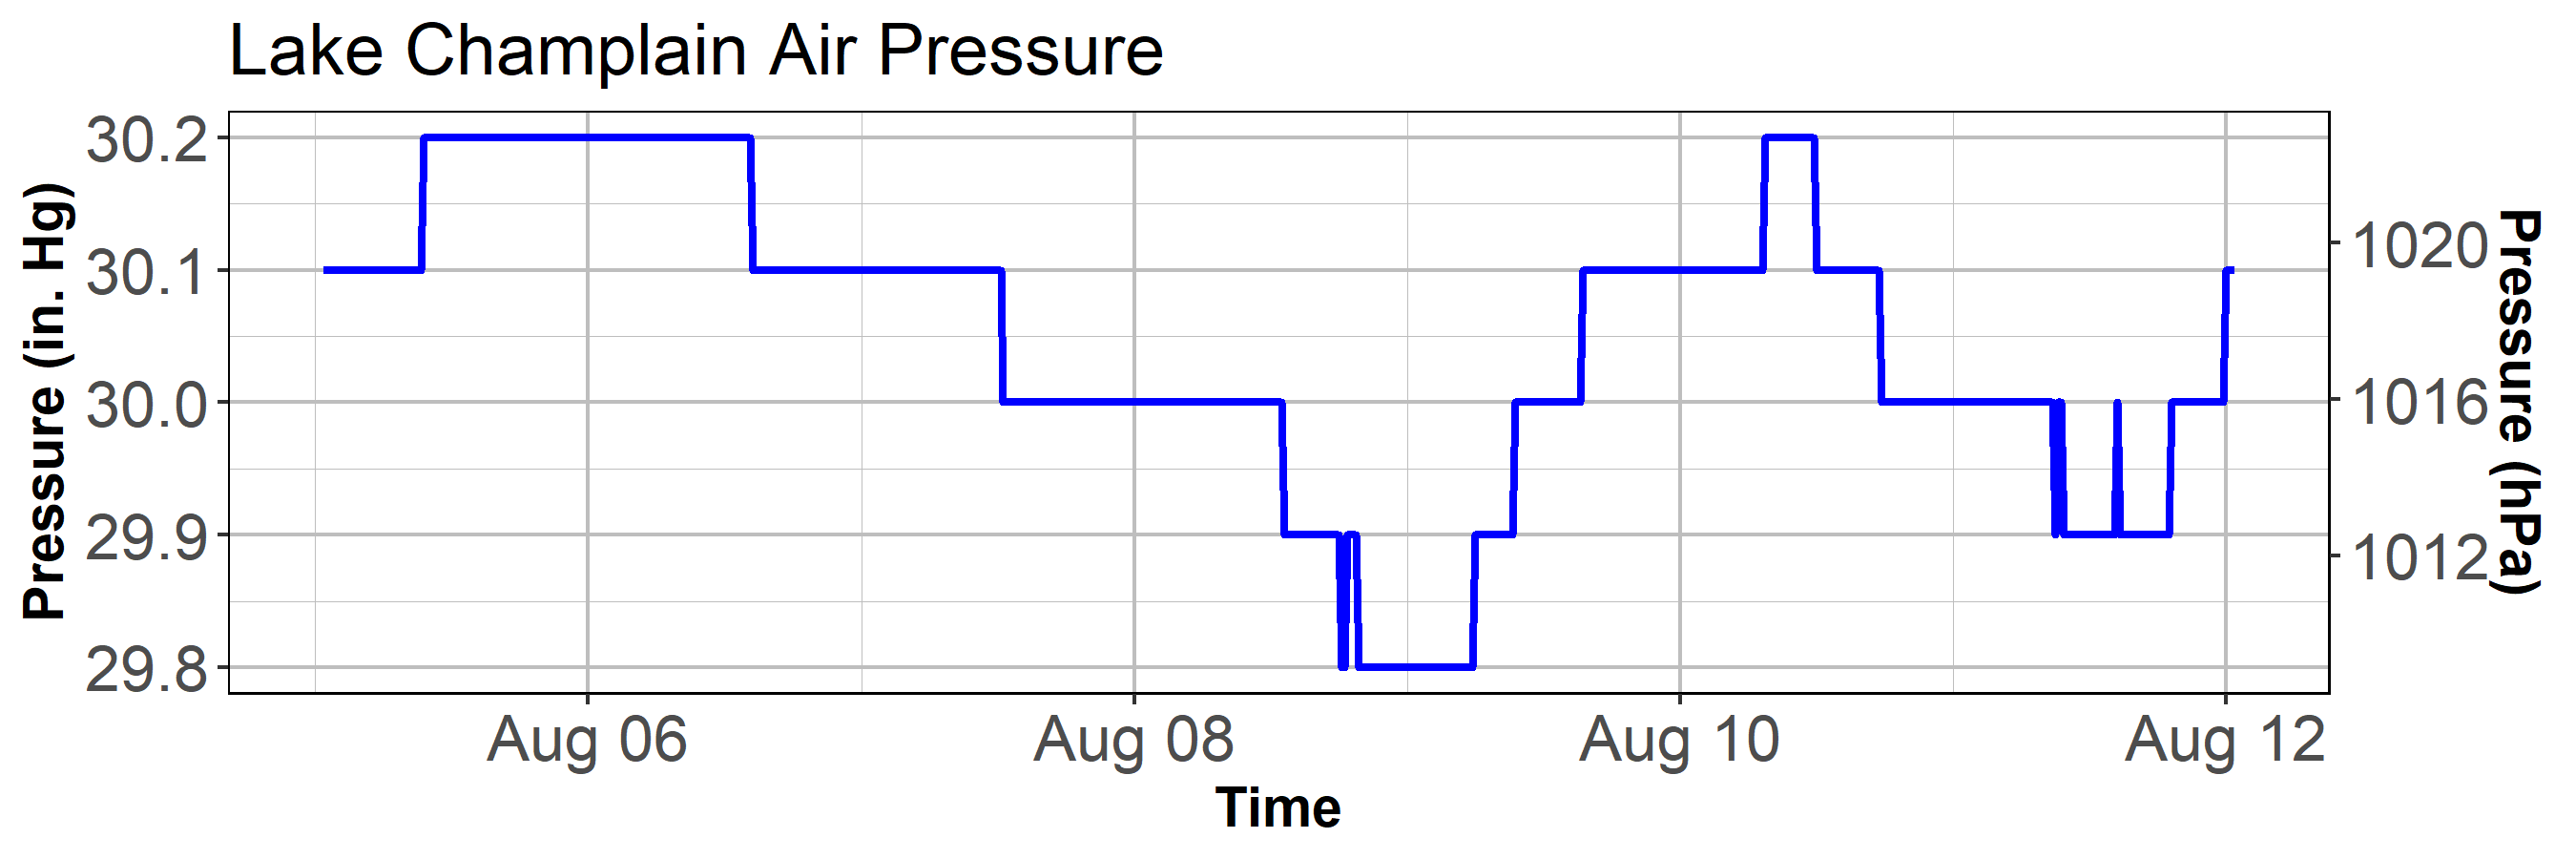 Lake Champlain Air Pressure
Pressure (in. Hg)
30.2
30.1
30.0
29.9
29.8
1020
1016
1012
Pressure (hPa)
Aug 06 Aug 08 Aug 10 Aug 12
Time